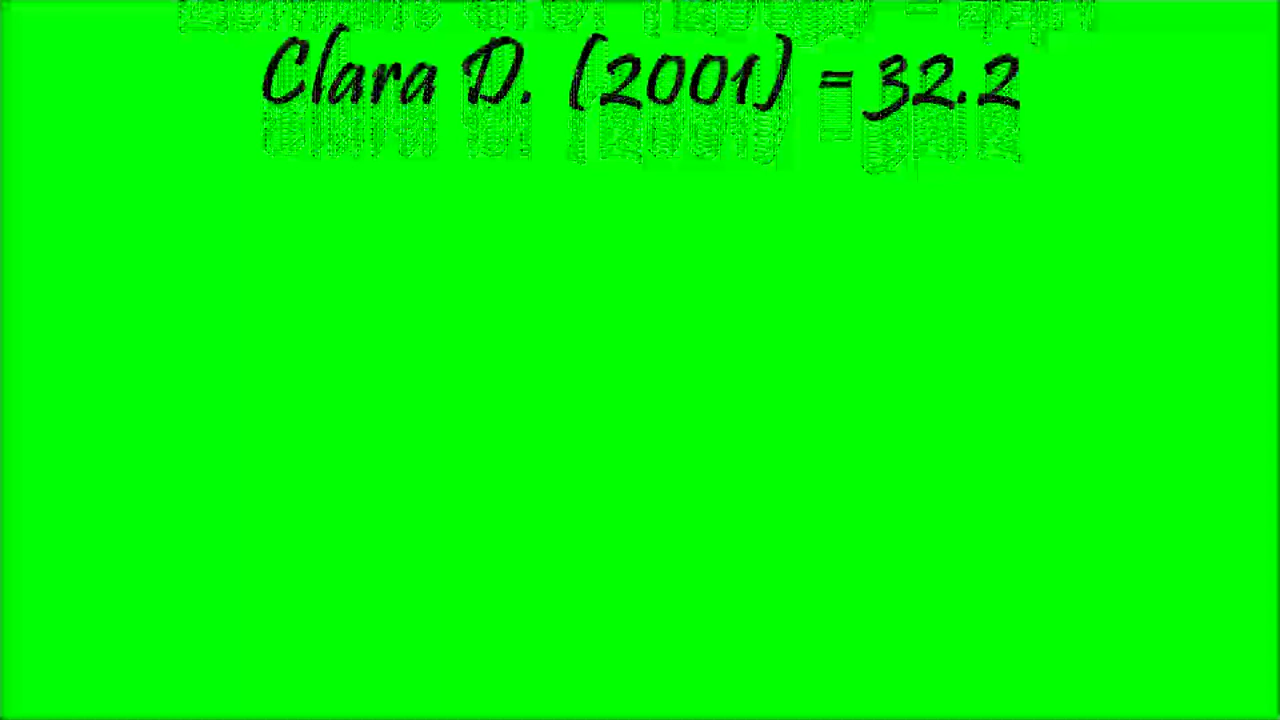 Clara D. (2001) = 32.2